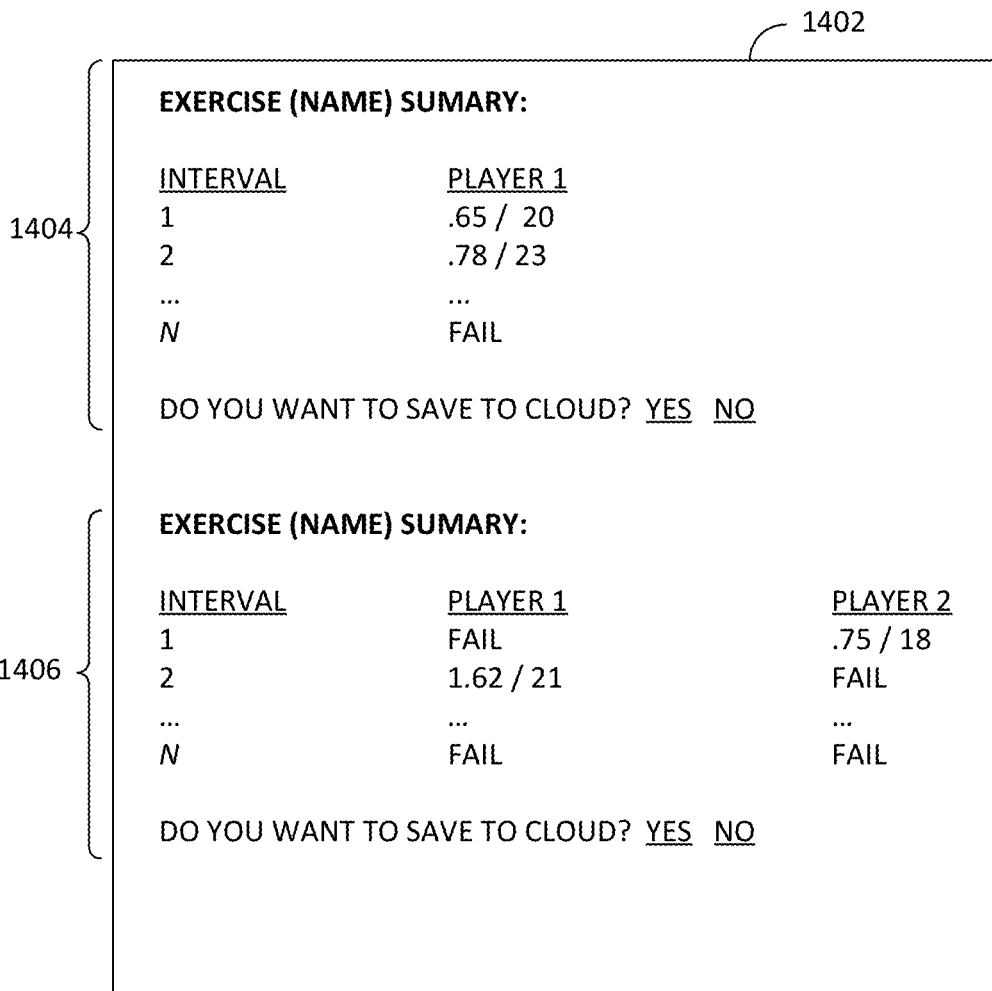 1402
EXERCISE (NAME) SUMARY:
INTERVAL PLAYER 1
1404
1 .65 / 20
2 .78 / 23
... ...
N FAIL
DO YOU WANT TO SAVE TO CLOUD? YES NO
EXERCISE (NAME) SUMARY:
INTERVAL PLAYER 1 PLAYER 2
1 FAIL .75 / 18
1406
2 1.62 / 21 FAIL
... ... ...
N FAIL FAIL
DO YOU WANT TO SAVE TO CLOUD? YES NO